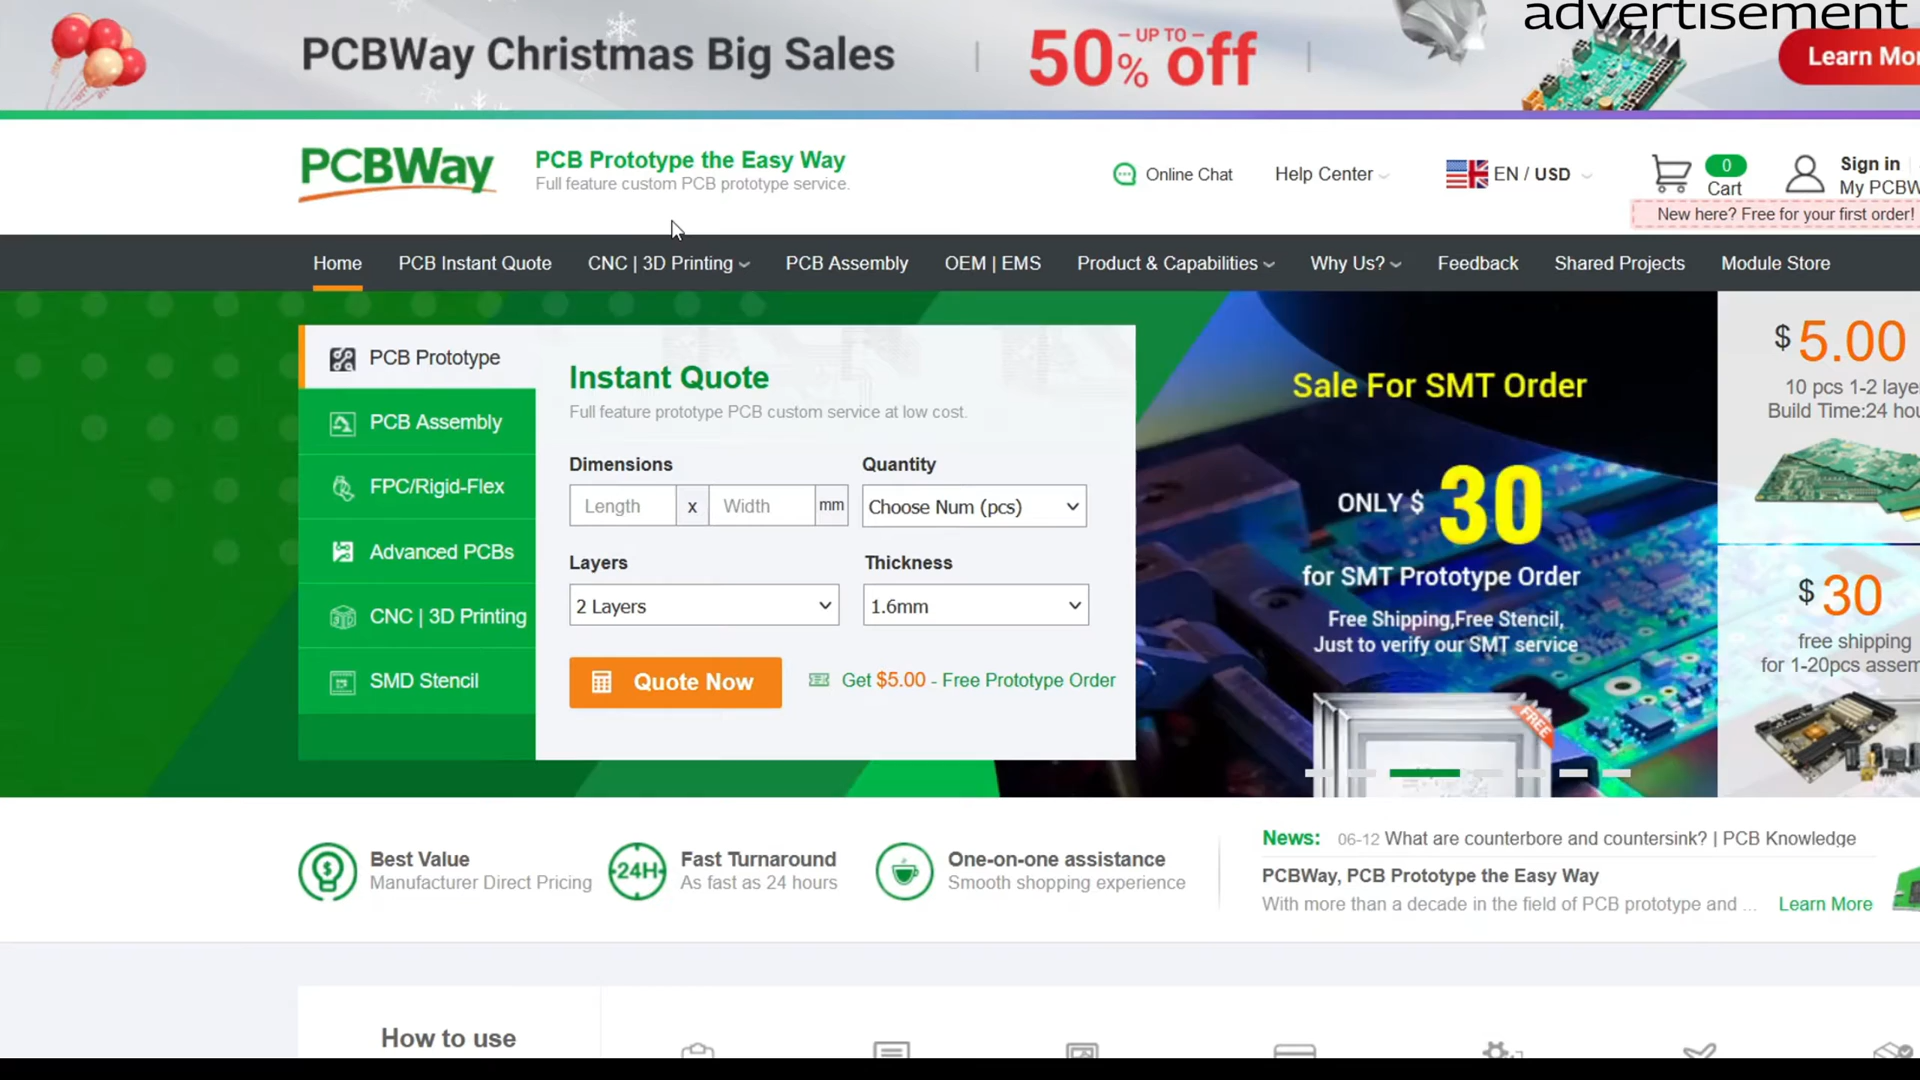 advertisement
PCBWay Christmas Big Sales
UP TO
50% off
Learn Mor
PCBWay
PCB Prototype the Easy Way
Full feature custom PCB prototype service.
Online Chat
Help Center
EN / USD
0
Cart
Sign in
My PCBW
New here? Free for your first order!
Home
PCB Instant Quote
CNC | 3D Printing
PCB Assembly
OEM | EMS
Product & Capabilities
Why Us?
Feedback
Shared Projects
Module Store
PCB Prototype
PCB Assembly
FPC/Rigid-Flex
Advanced PCBs
CNC | 3D Printing
SMD Stencil
Instant Quote
Full feature prototype PCB custom service at low cost.
Dimensions
Quantity
Length x Width mm
Choose Num (pcs)
Layers
Thickness
2 Layers
1.6mm
Quote Now
Get $5.00 - Free Prototype Order
Sale For SMT Order
ONLY $ 30
for SMT Prototype Order
Free Shipping,Free Stencil,
Just to verify our SMT service
FREE
$ 5.00
10 pcs 1-2 laye
Build Time:24 hou
$ 30
free shipping
for 1-20pcs assem
Best Value
Manufacturer Direct Pricing
24H
Fast Turnaround
As fast as 24 hours
One-on-one assistance
Smooth shopping experience
News: 06-12 What are counterbore and countersink? | PCB Knowledge
PCBWay, PCB Prototype the Easy Way
With more than a decade in the field of PCB prototype and ... Learn More
How to use